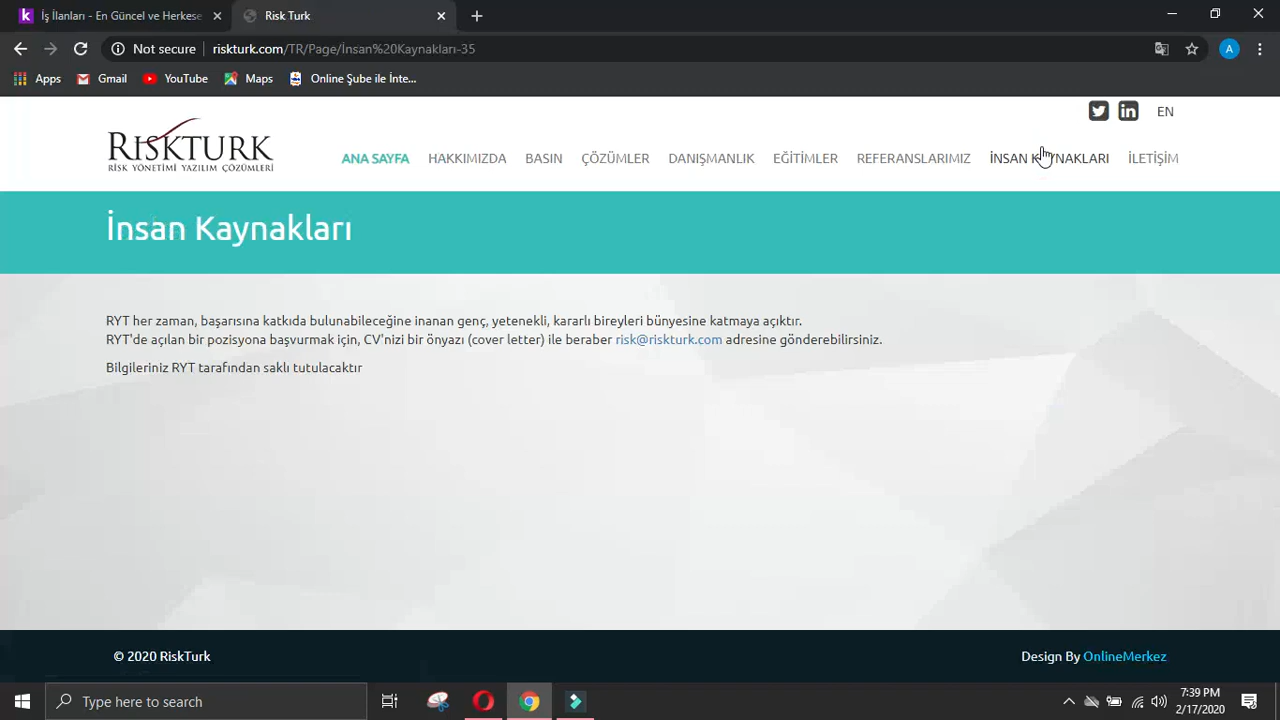 İş İlanları - En Güncel ve Herkese
Risk Turk
Not secure
riskturk.com/TR/Page/İnsan%20Kaynakları-35
A
Apps
Gmail
YouTube
Maps
Online Şube ile İnte...
EN
RISKTURK
RİSK YÖNETİMİ YAZILIM ÇÖZÜMLERİ
ANA SAYFA
HAKKIMIZDA
BASIN
ÇÖZÜMLER
DANIŞMANLIK
EĞİTİMLER
REFERANSLARIMIZ
İNSAN KAYNAKLARI
İLETİŞİM
İnsan Kaynakları
RYT her zaman, başarısına katkıda bulunabileceğine inanan genç, yetenekli, kararlı bireyleri bünyesine katmaya açıktır.
RYT'de açılan bir pozisyona başvurmak için, CV'nizi bir önyazı (cover letter) ile beraber risk@riskturk.com adresine gönderebilirsiniz.
Bilgileriniz RYT tarafından saklı tutulacaktır
© 2020 RiskTurk
Design By OnlineMerkez
Type here to search
7:39 PM
2/17/2020